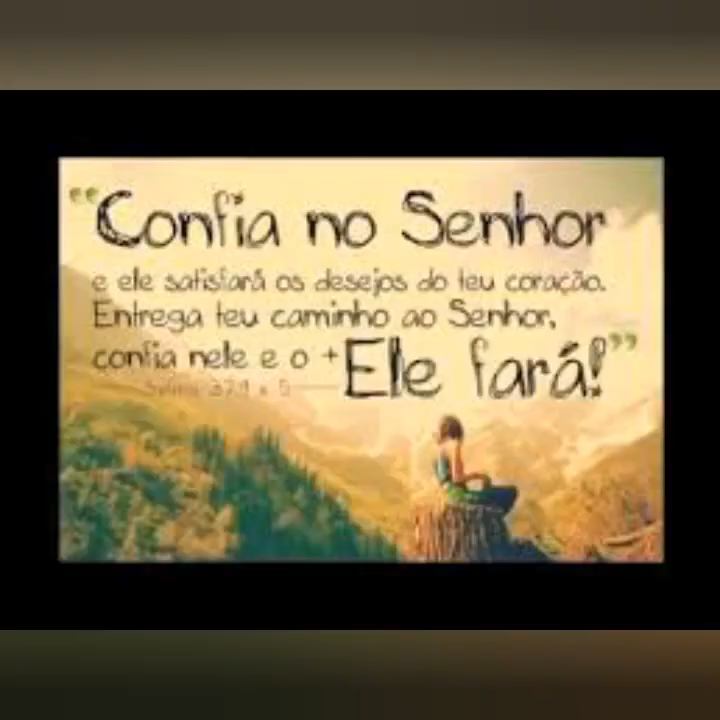 “Confia no Senhor
e ele satisfará os desejos do teu coração.
Entrega teu caminho ao Senhor,
confia nele e o + Ele fará!”